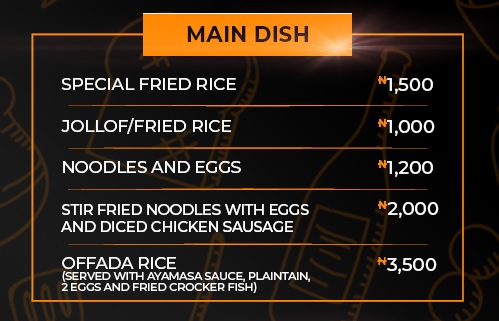 MAIN DISH
SPECIAL FRIED RICE ₦1,500
JOLLOF/FRIED RICE ₦1,000
NOODLES AND EGGS ₦1,200
STIR FRIED NOODLES WITH EGGS ₦2,000
AND DICED CHICKEN SAUSAGE
OFFADA RICE ₦3,500
(SERVED WITH AYAMASA SAUCE, PLAINTAIN,
2 EGGS AND FRIED CROCKER FISH)